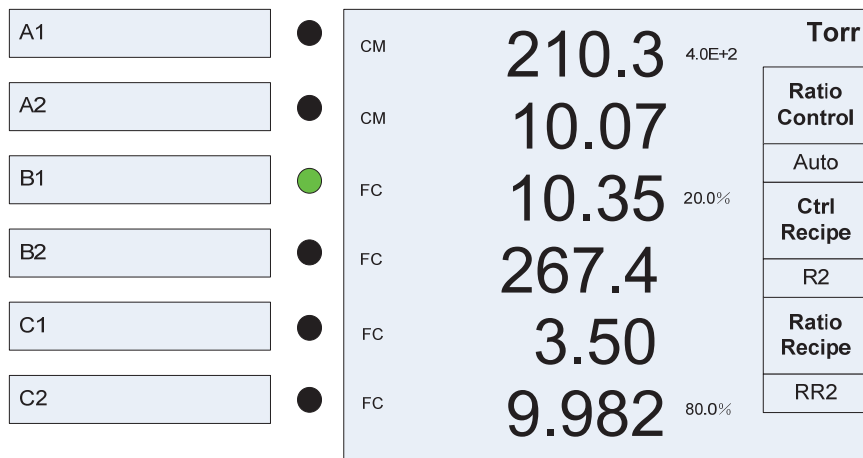 A1
A2
B1
B2
C1
C2
CM 210.3 4.0E+2
CM 10.07
FC 10.35 20.0%
FC 267.4
FC 3.50
FC 9.982 80.0%
Torr
Ratio
Control
Auto
Ctrl
Recipe
R2
Ratio
Recipe
RR2